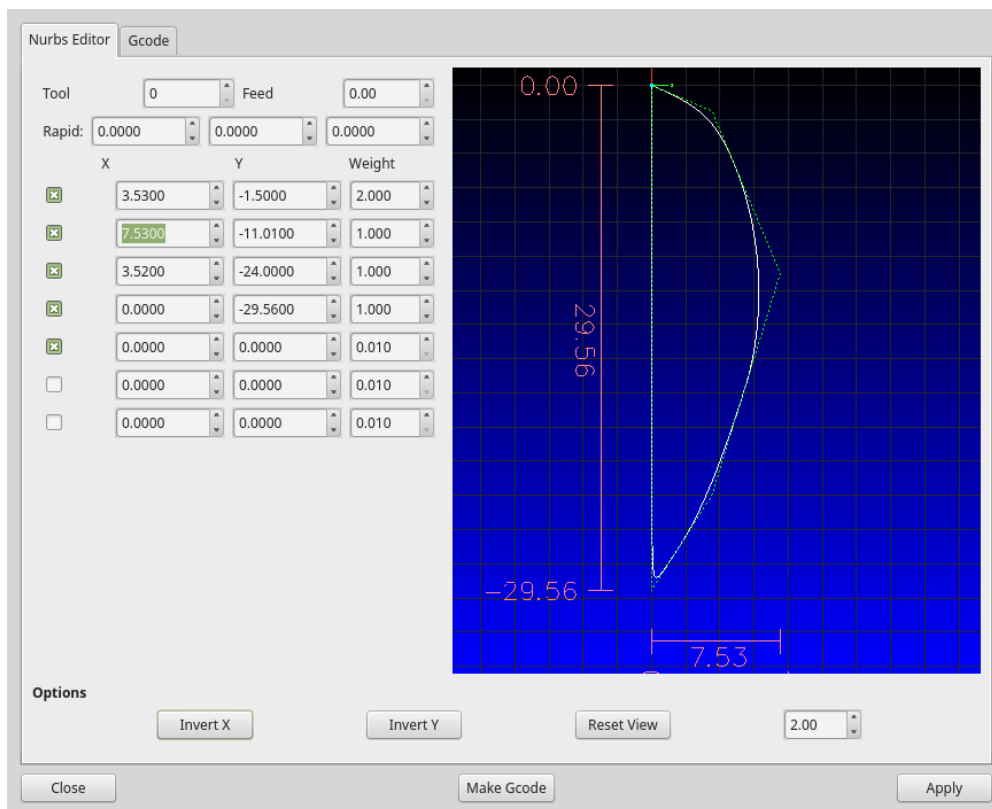 Nurbs Editor Gcode
Tool 0 Feed 0.00
Rapid: 0.0000 0.0000 0.0000
X Y Weight
3.5300 -1.5000 2.000
7.5300 -11.0100 1.000
3.5200 -24.0000 1.000
0.0000 -29.5600 1.000
0.0000 0.0000 0.010
0.0000 0.0000 0.010
0.0000 0.0000 0.010
0.00
29.56
-29.56
7.53
Options
Invert X Invert Y Reset View 2.00
Close Make Gcode Apply